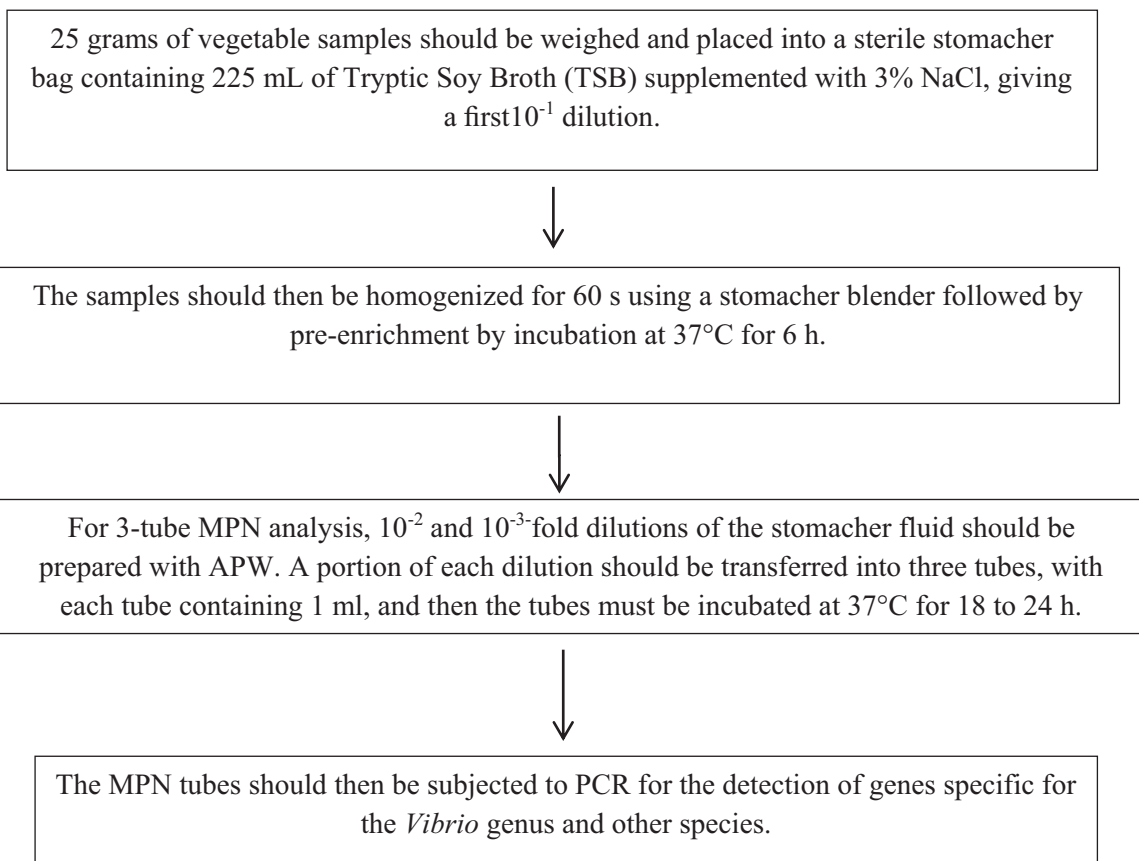 25 grams of vegetable samples should be weighed and placed into a sterile stomacher
bag containing 225 mL of Tryptic Soy Broth (TSB) supplemented with 3% NaCl, giving
a first10⁻¹ dilution.
The samples should then be homogenized for 60 s using a stomacher blender followed by
pre-enrichment by incubation at 37°C for 6 h.
For 3-tube MPN analysis, 10⁻² and 10⁻³⁻fold dilutions of the stomacher fluid should be
prepared with APW. A portion of each dilution should be transferred into three tubes, with
each tube containing 1 ml, and then the tubes must be incubated at 37°C for 18 to 24 h.
The MPN tubes should then be subjected to PCR for the detection of genes specific for
the Vibrio genus and other species.